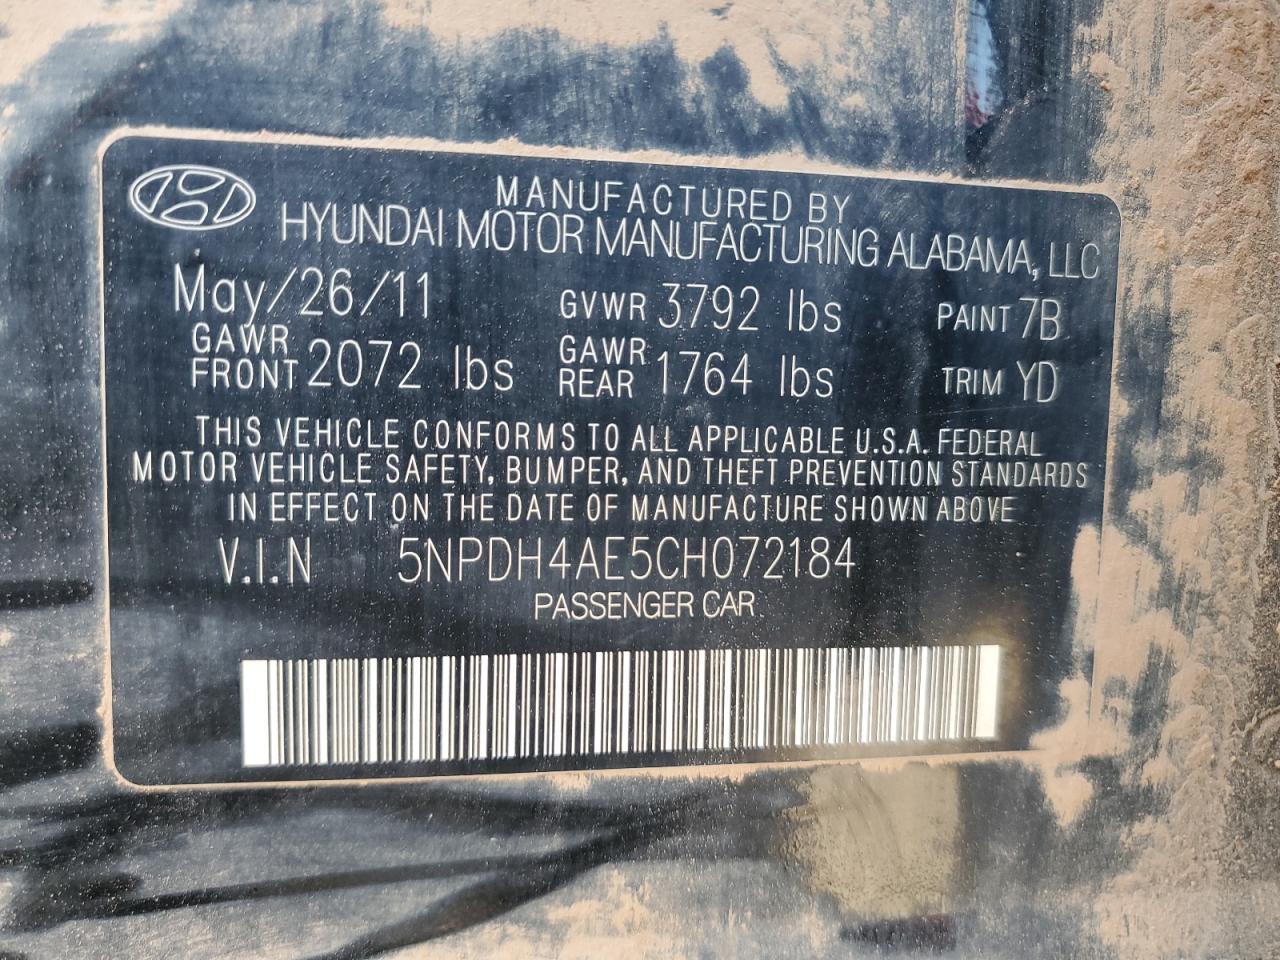 MANUFACTURED BY
HYUNDAI MOTOR MANUFACTURING ALABAMA, LLC
May/26/11 GVWR 3792 lbs PAINT 7B
GAWR FRONT 2072 lbs GAWR REAR 1764 lbs TRIM YD
THIS VEHICLE CONFORMS TO ALL APPLICABLE U.S.A. FEDERAL
MOTOR VEHICLE SAFETY, BUMPER, AND THEFT PREVENTION STANDARDS
IN EFFECT ON THE DATE OF MANUFACTURE SHOWN ABOVE
V.I.N 5NPDH4AE5CH072184
PASSENGER CAR